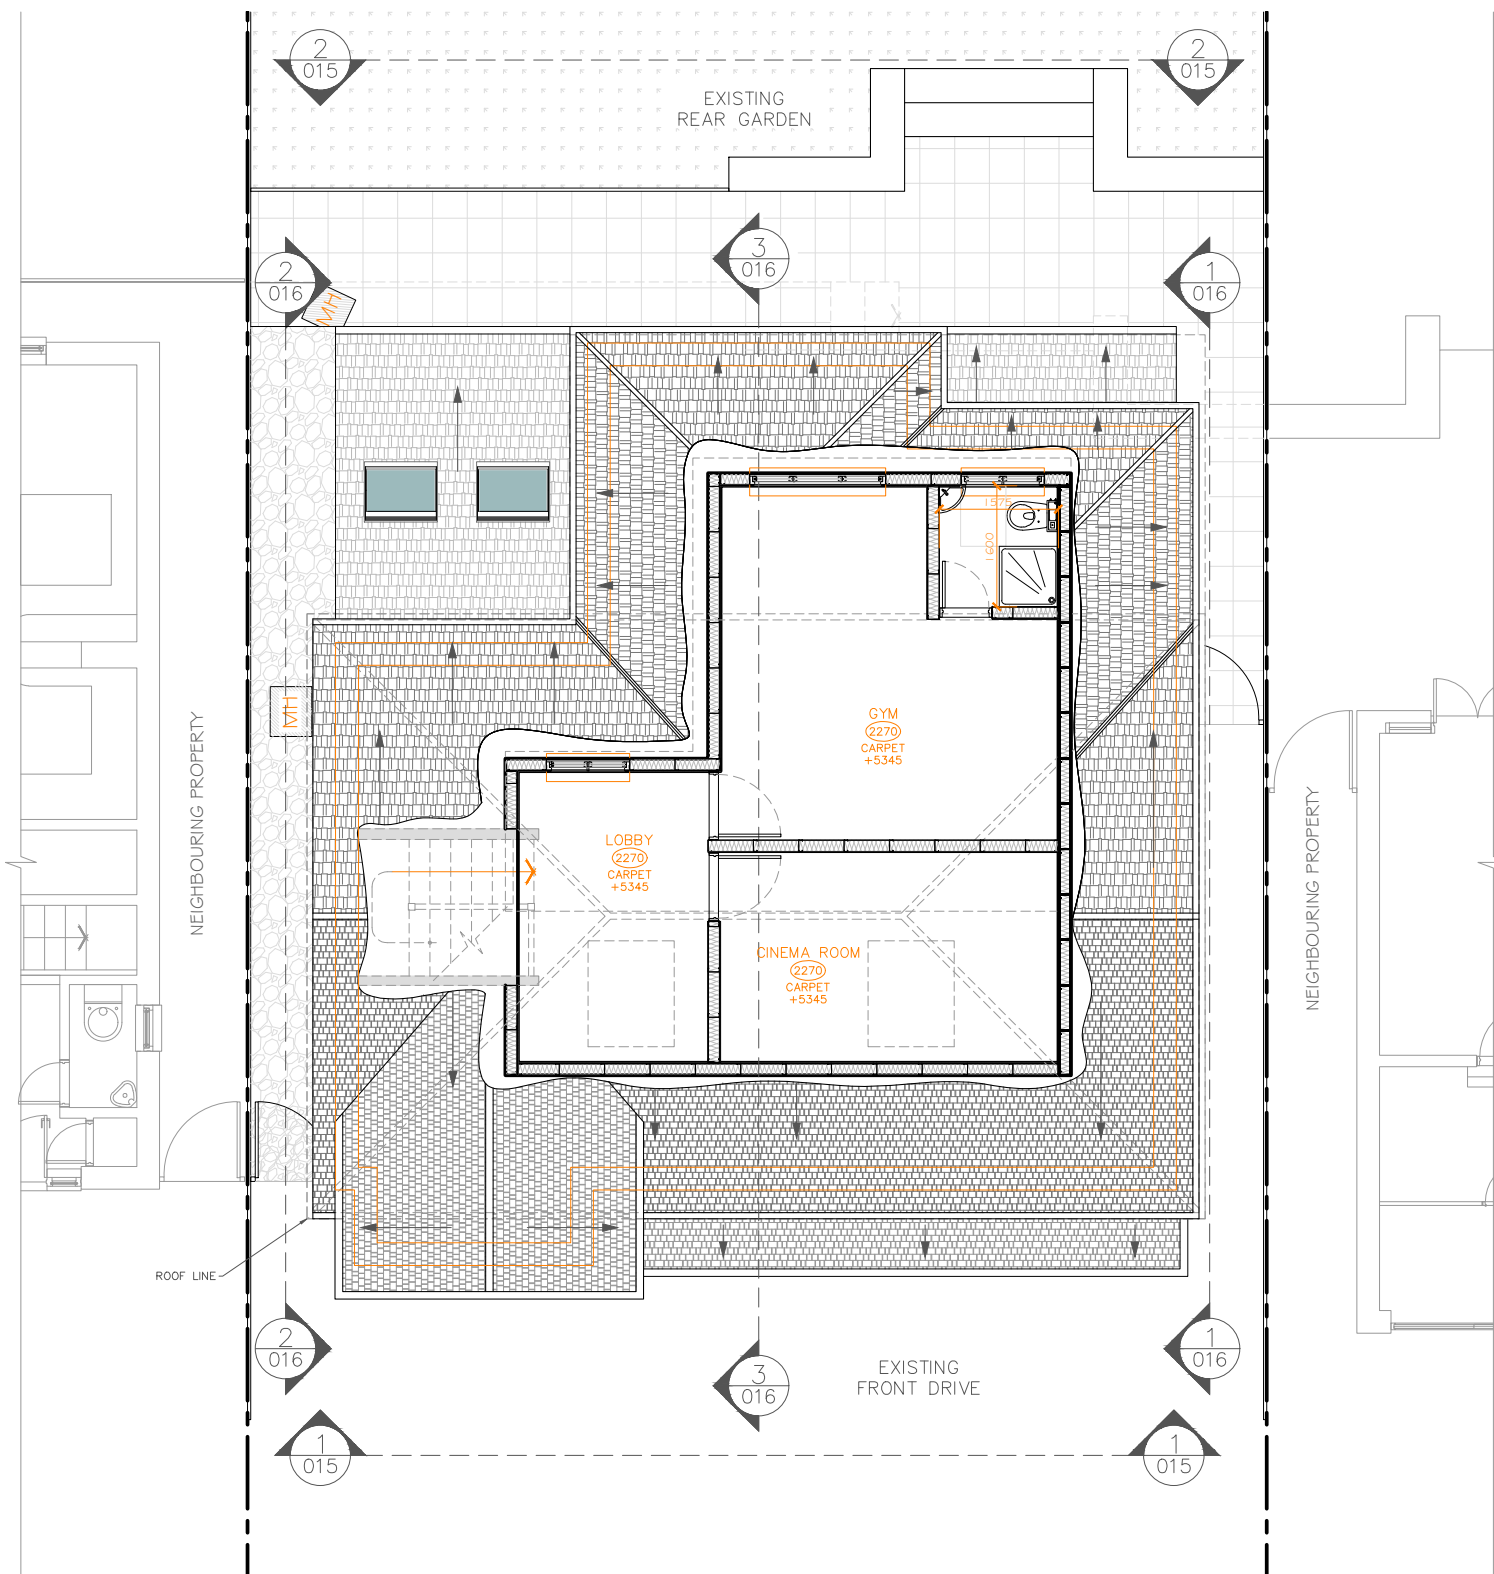 2
015
2
015
EXISTING
REAR GARDEN
3
016
2
016
1
016
MH
1575
1600
MH
GYM
2270
CARPET
+5345
NEIGHBOURING PROPERTY
LOBBY
2270
CARPET
+5345
NEIGHBOURING PROPERTY
CINEMA ROOM
2270
CARPET
+5345
ROOF LINE
2
016
1
016
3
016
EXISTING
FRONT DRIVE
1
015
1
015